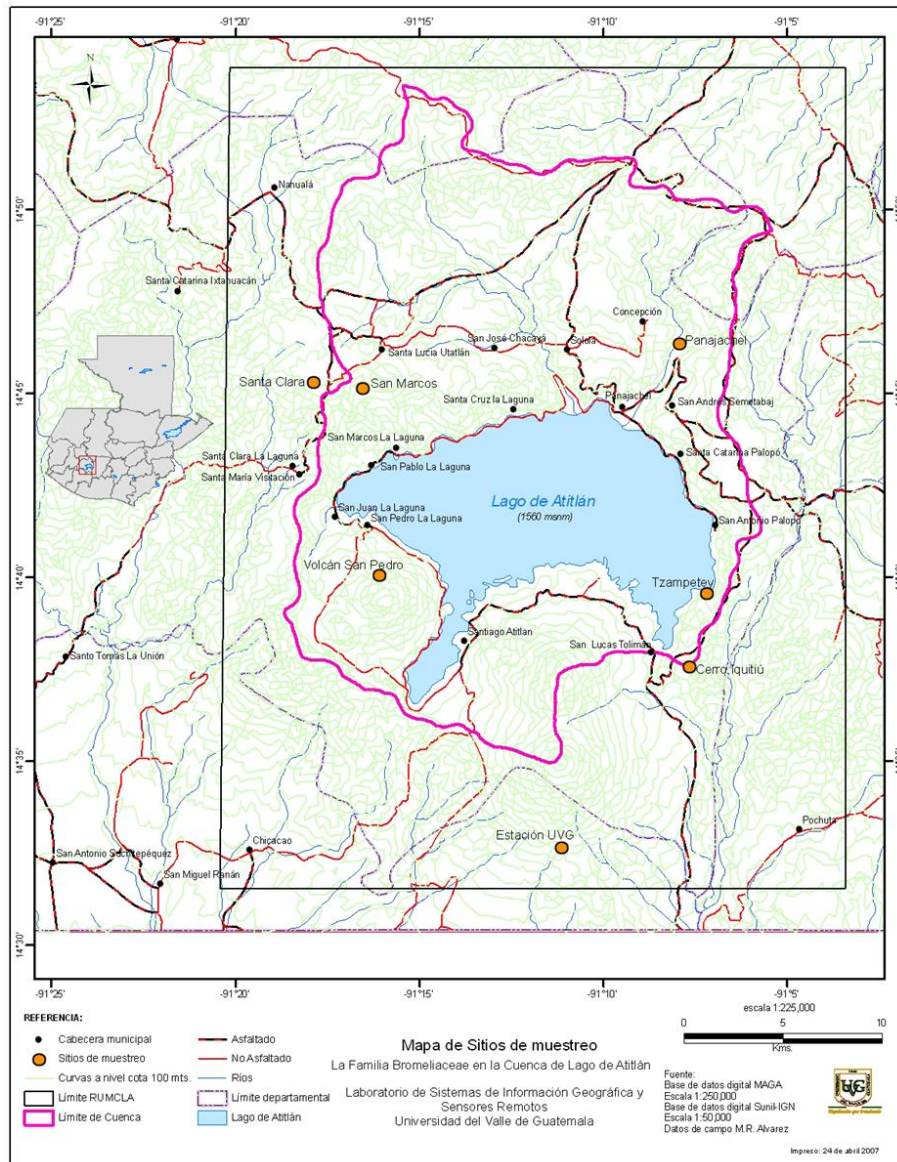 -91°25'
-91°20'
-91°15'
-91°10'
-91°5'
N
Nahualá
14°50'
Santa Catarina Ixtahuacán
Concepción
San José Chacayá
Sololá
Panajachel
Santa Lucía Utatlán
Santa Clara
San Marcos
14°45'
Santa Cruz la Laguna
Panajachel
San Andrés Semetabaj
San Marcos La Laguna
Santa Clara La Laguna
San Pablo La Laguna
Santa Catarina Palopó
Santa María Visitación
Lago de Atitlán
(1560 msnm)
San Juan La Laguna
San Pedro La Laguna
San Antonio Palopó
Volcán San Pedro
14°40'
Tzampetey
Santiago Atitlan
San Lucas Tolimán
Santo Tomás La Unión
Cerro Iquitiú
14°35'
Estación UVG
Pochuta
Chicacao
San Antonio Suchitepéquez
San Miguel Panán
14°30'
-91°25'
-91°20'
-91°15'
-91°10'
-91°5'
REFERENCIA:
Cabecera municipal
Sitios de muestreo
Curvas a nivel cota 100 mts.
Límite RUMCLA
Límite de Cuenca
Asfaltado
No Asfaltado
Ríos
Límite departamental
Lago de Atitlán
Mapa de Sitios de muestreo
La Familia Bromeliaceae en la Cuenca de Lago de Atitlán
Laboratorio de Sistemas de Información Geográfica y
Sensores Remotos
Universidad del Valle de Guatemala
escala 1:225,000
0 5 10
Kms.
Fuente:
Base de datos digital MAGA
Escala 1:250,000
Base de datos digital Sunil-IGN
Escala 1:50,000
Datos de campo M.R. Alvarez
UVG
Impreso: 24 de abril 2007